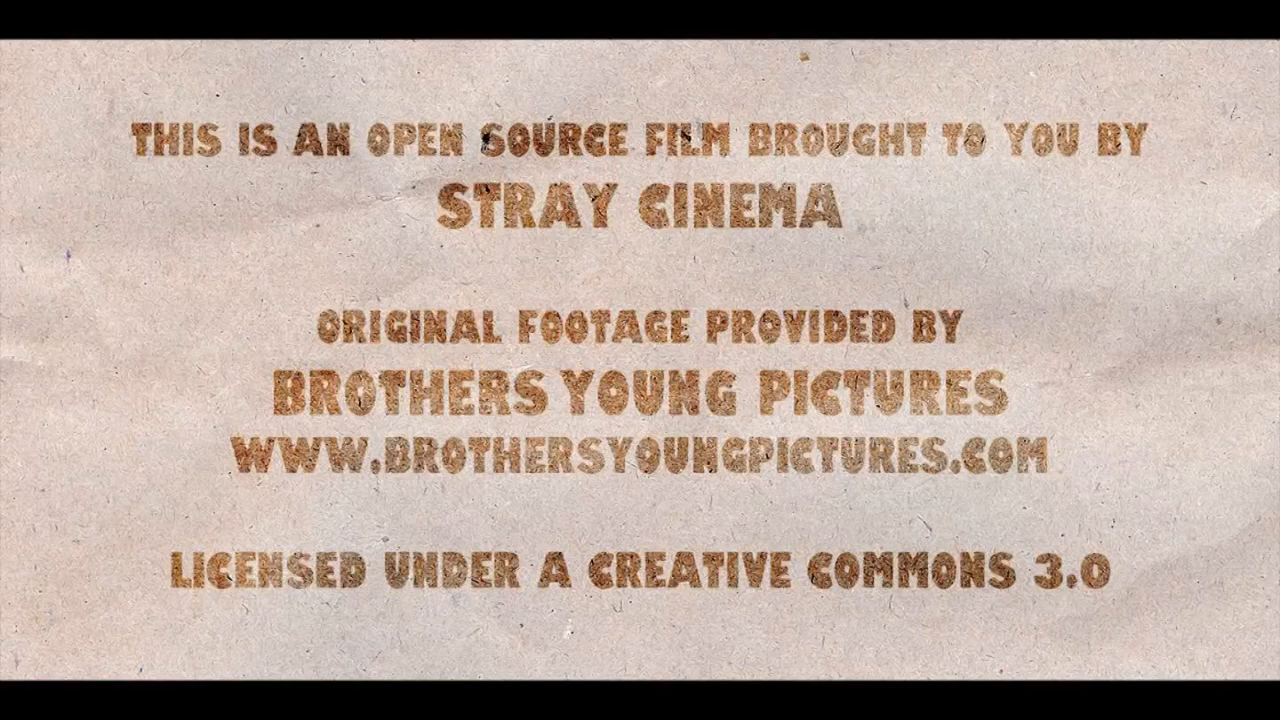 THIS IS AN OPEN SOURCE FILM BROUGHT TO YOU BY
STRAY CINEMA
ORIGINAL FOOTAGE PROVIDED BY
BROTHERS YOUNG PICTURES
WWW.BROTHERSYOUNGPICTURES.COM
LICENSED UNDER A CREATIVE COMMONS 3.0